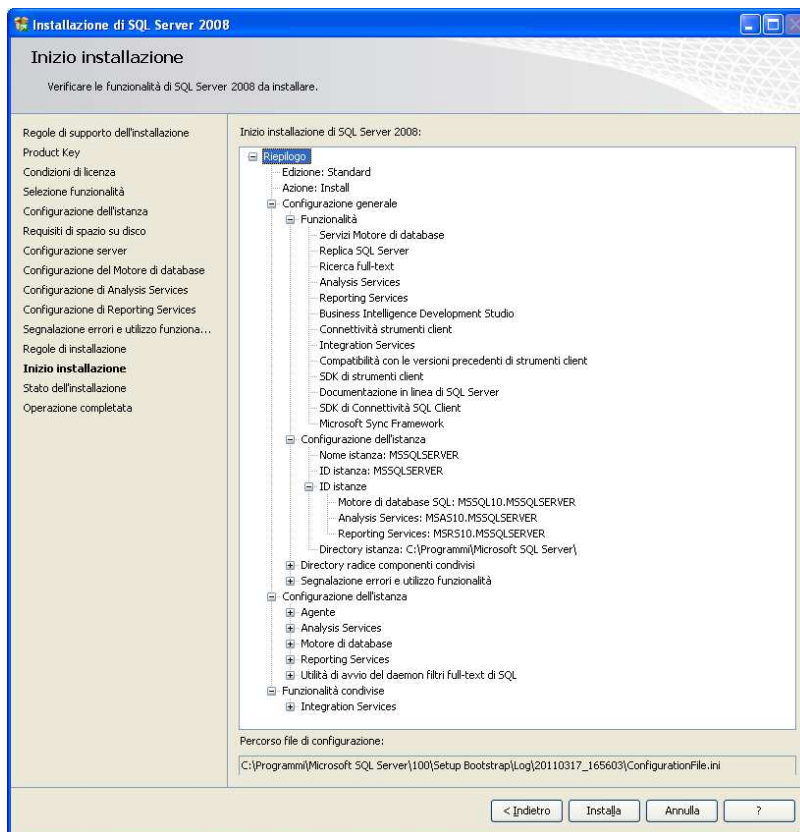 Installazione di SQL Server 2008
Inizio installazione
Verificare le funzionalità di SQL Server 2008 da installare.
Regole di supporto dell'installazione
Product Key
Condizioni di licenza
Selezione funzionalità
Configurazione dell'istanza
Requisiti di spazio su disco
Configurazione server
Configurazione del Motore di database
Configurazione di Analysis Services
Configurazione di Reporting Services
Segnalazione errori e utilizzo funziona...
Regole di installazione
Inizio installazione
Stato dell'installazione
Operazione completata
Inizio installazione di SQL Server 2008:
Riepilogo
Edizione: Standard
Azione: Install
Configurazione generale
Funzionalità
Servizi Motore di database
Replica SQL Server
Ricerca full-text
Analysis Services
Reporting Services
Business Intelligence Development Studio
Connettività strumenti client
Integration Services
Compatibilità con le versioni precedenti di strumenti client
SDK di strumenti client
Documentazione in linea di SQL Server
SDK di Connettività SQL Client
Microsoft Sync Framework
Configurazione dell'istanza
Nome istanza: MSSQLSERVER
ID istanza: MSSQLSERVER
ID istanze
Motore di database SQL: MSSQL10.MSSQLSERVER
Analysis Services: MSAS10.MSSQLSERVER
Reporting Services: MSRS10.MSSQLSERVER
Directory istanza: C:\Programmi\Microsoft SQL Server\
Directory radice componenti condivisi
Segnalazione errori e utilizzo funzionalità
Configurazione dell'istanza
Agente
Analysis Services
Motore di database
Reporting Services
Utilità di avvio del daemon filtri full-text di SQL
Funzionalità condivise
Integration Services
Percorso file di configurazione:
C:\Programmi\Microsoft SQL Server\100\Setup Bootstrap\Log\20110317_165603\ConfigurationFile.ini
< Indietro Installa Annulla ?